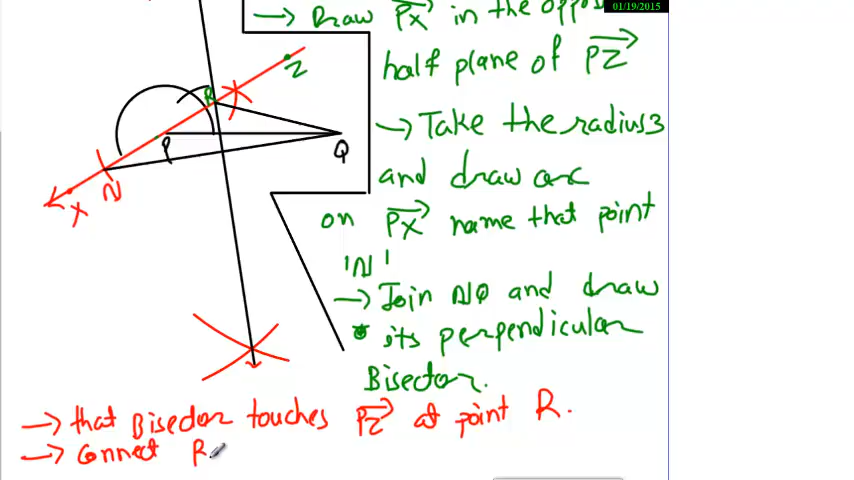 01/19/2015
→ Draw PX in the oppos
half plane of PZ
→ Take the radius 3
and draw arc
on PX name that point
'N'
→ Join NQ and draw
its perpendicular
Bisector.
Z
R
P
Q
N
X
→ that Bisector touches PZ at point R.
→ Connect R